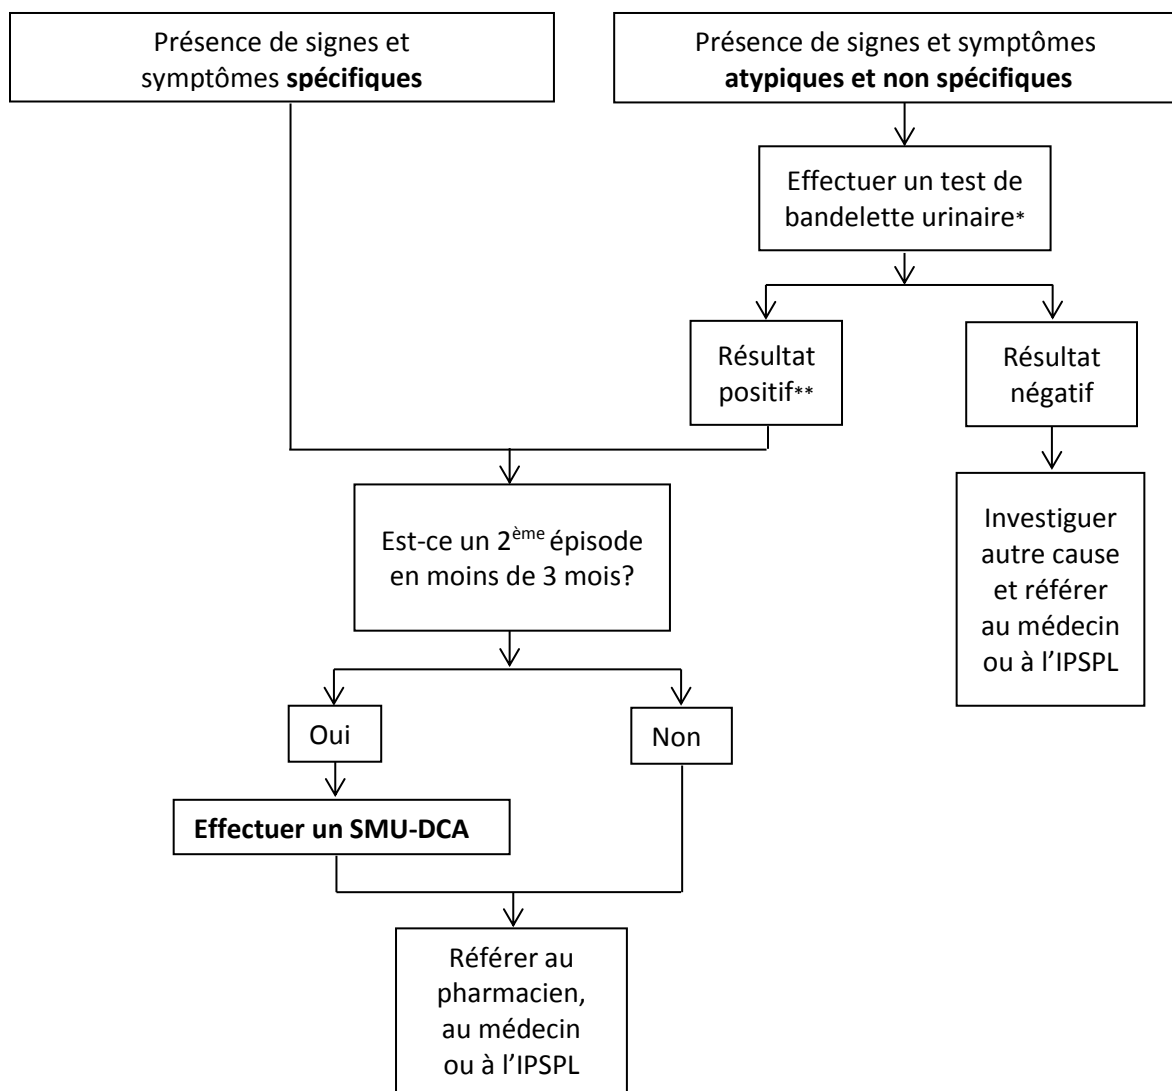 Présence de signes et
symptômes spécifiques
Présence de signes et symptômes
atypiques et non spécifiques
Effectuer un test de
bandelette urinaire*
Résultat
positif**
Résultat
négatif
Est-ce un 2ème épisode
en moins de 3 mois?
Investiguer
autre cause
et référer
au médecin
ou à l’IPSPL
Oui
Non
Effectuer un SMU-DCA
Référer au
pharmacien,
au médecin
ou à l’IPSPL